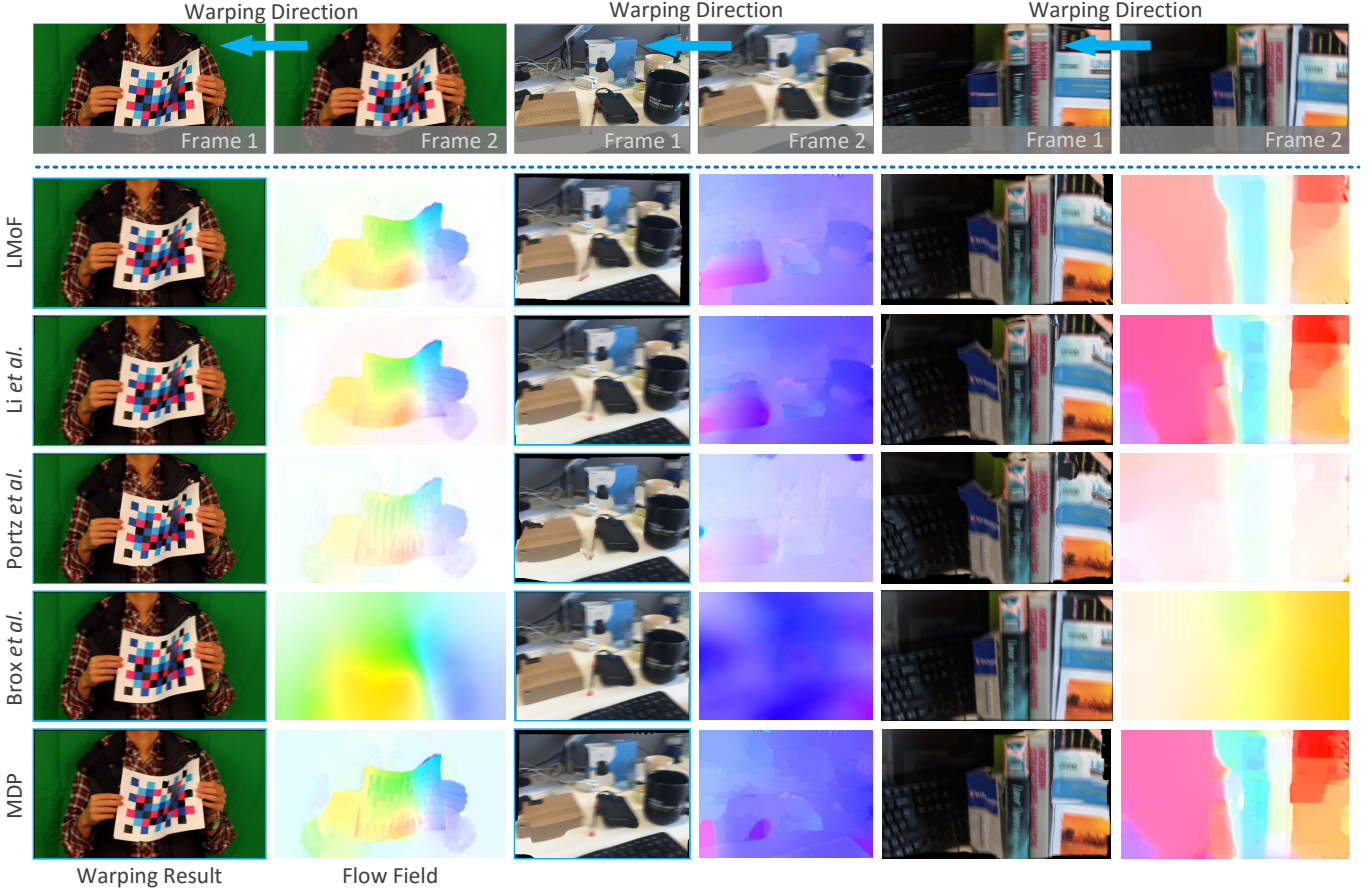 Warping Direction Warping Direction Warping Direction
Frame 1 Frame 2 Frame 1 Frame 2 Frame 1 Frame 2
LMoF
Li et al.
Portz et al.
Brox et al.
MDP
Warping Result Flow Field